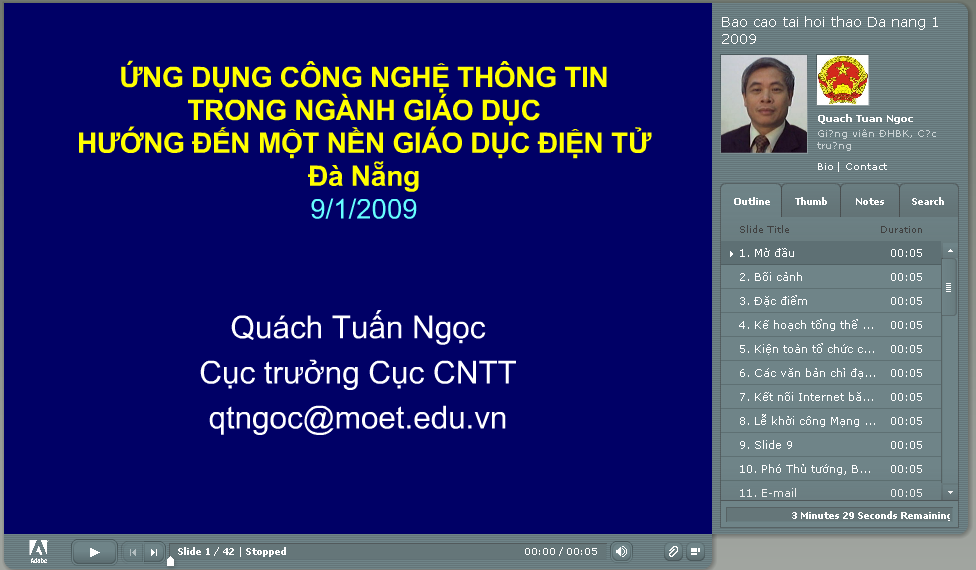 ỨNG DỤNG CÔNG NGHỆ THÔNG TIN
TRONG NGÀNH GIÁO DỤC
HƯỚNG ĐẾN MỘT NỀN GIÁO DỤC ĐIỆN TỬ
Đà Nẵng
9/1/2009
Quách Tuấn Ngọc
Cục trưởng Cục CNTT
qtngoc@moet.edu.vn
Bao cao tai hoi thao Da nang 1
2009
Quach Tuan Ngoc
Gi?ng viên ĐHBK, C?c
tru?ng
Bio | Contact
Outline Thumb Notes Search
Slide Title Duration
1. Mở đầu 00:05
2. Bối cảnh 00:05
3. Đặc điểm 00:05
4. Kế hoạch tổng thể ... 00:05
5. Kiện toàn tổ chức c... 00:05
6. Các văn bản chỉ đạ... 00:05
7. Kết nối Internet bă... 00:05
8. Lễ khởi công Mạng ... 00:05
9. Slide 9 00:05
10. Phó Thủ tướng, B... 00:05
11. E-mail 00:05
3 Minutes 29 Seconds Remaining
Adobe
Slide 1 / 42 | Stopped
00:00 / 00:05